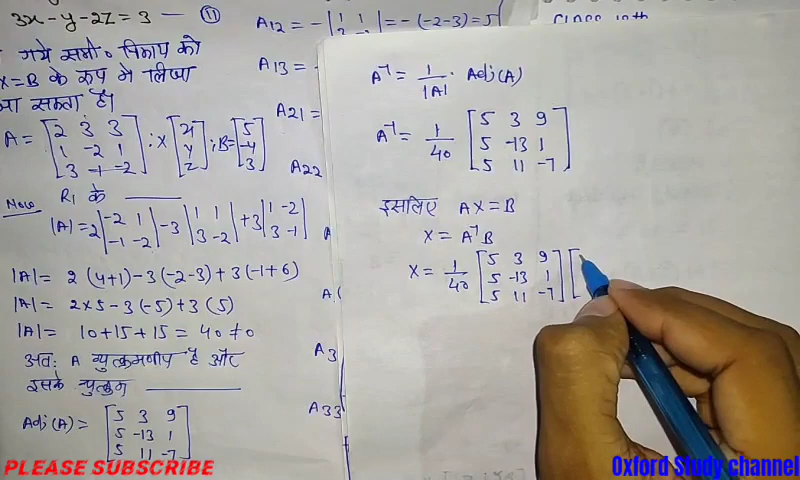 3x-y-2z=3 — (11)
गये समी० निकाय को
x=B के रूप में लिखा
जा सकता है।
A = [2 3 3; 1 -2 1; 3 -1 -2] ; X [x y z] ; B= [5 -4 3]
Now R1 के ———
|A|= 2 |-2 1; -1 -2| -3 |1 1; 3 -2| +3 |1 -2; 3 -1|
|A|= 2(4+1)-3(-2-3)+3(-1+6)
|A|= 2×5-3(-5)+3(5)
|A|= 10+15+15 = 40 ≠0
अतः A व्युत्क्रमणीय है और
इसके व्युत्क्रम ———
Adj(A)= [5 3 9; 5 -13 1; 5 11 -7]
A12 = - |1 1; 3 -2| = -(-2-3)=5
A13 =
A21 =
A22
A3
A33
CLASS 12th
A⁻¹ = 1/|A| · Adj(A)
A⁻¹ = 1/40 [5 3 9; 5 -13 1; 5 11 -7]
इसलिए AX=B
X = A⁻¹B
X = 1/40 [5 3 9; 5 -13 1; 5 11 -7] [
PLEASE SUBSCRIBE
Oxford Study channel